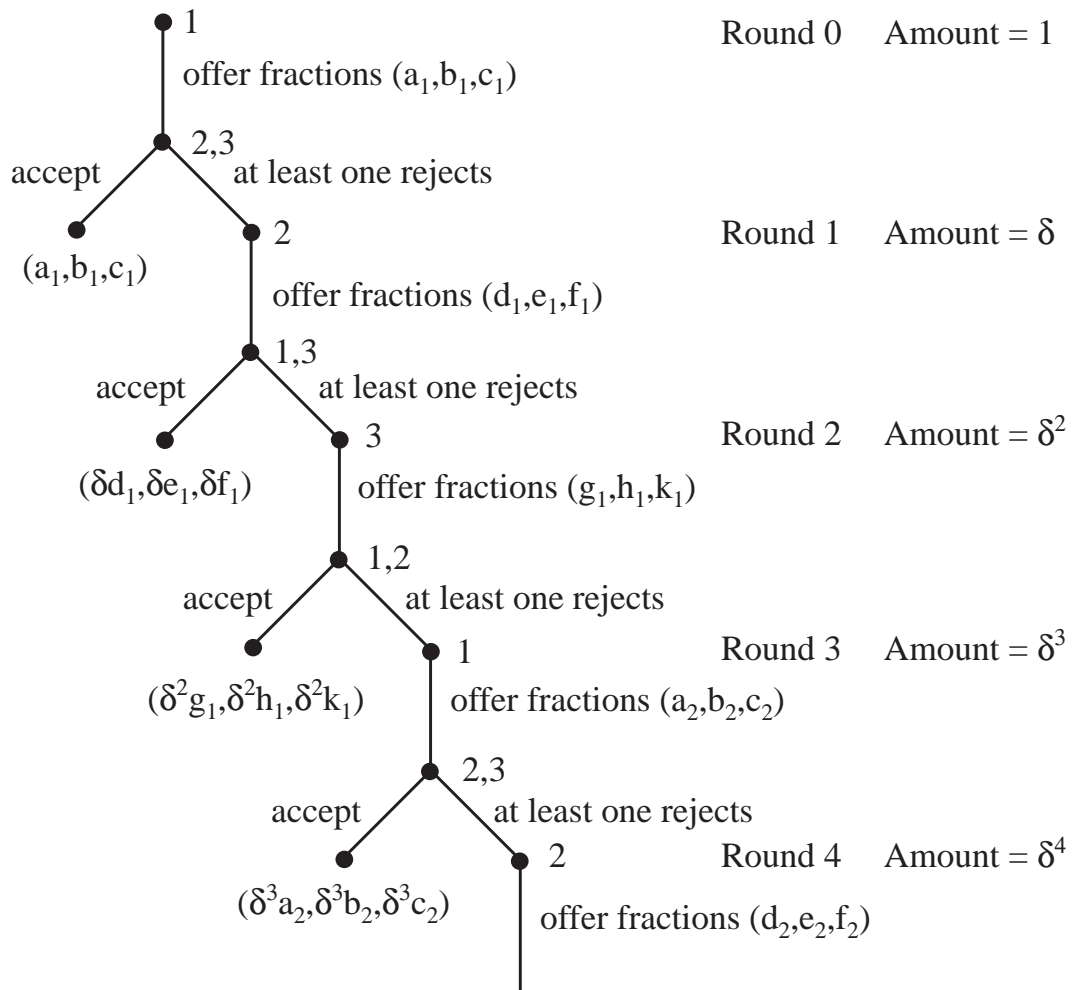 1 Round 0 Amount = 1
offer fractions (a₁,b₁,c₁)
2,3
accept at least one rejects
2 Round 1 Amount = δ
(a₁,b₁,c₁)
offer fractions (d₁,e₁,f₁)
1,3
accept at least one rejects
3 Round 2 Amount = δ²
(δd₁,δe₁,δf₁) offer fractions (g₁,h₁,k₁)
1,2
accept at least one rejects
1 Round 3 Amount = δ³
(δ²g₁,δ²h₁,δ²k₁) offer fractions (a₂,b₂,c₂)
2,3
accept at least one rejects
2 Round 4 Amount = δ⁴
(δ³a₂,δ³b₂,δ³c₂) offer fractions (d₂,e₂,f₂)